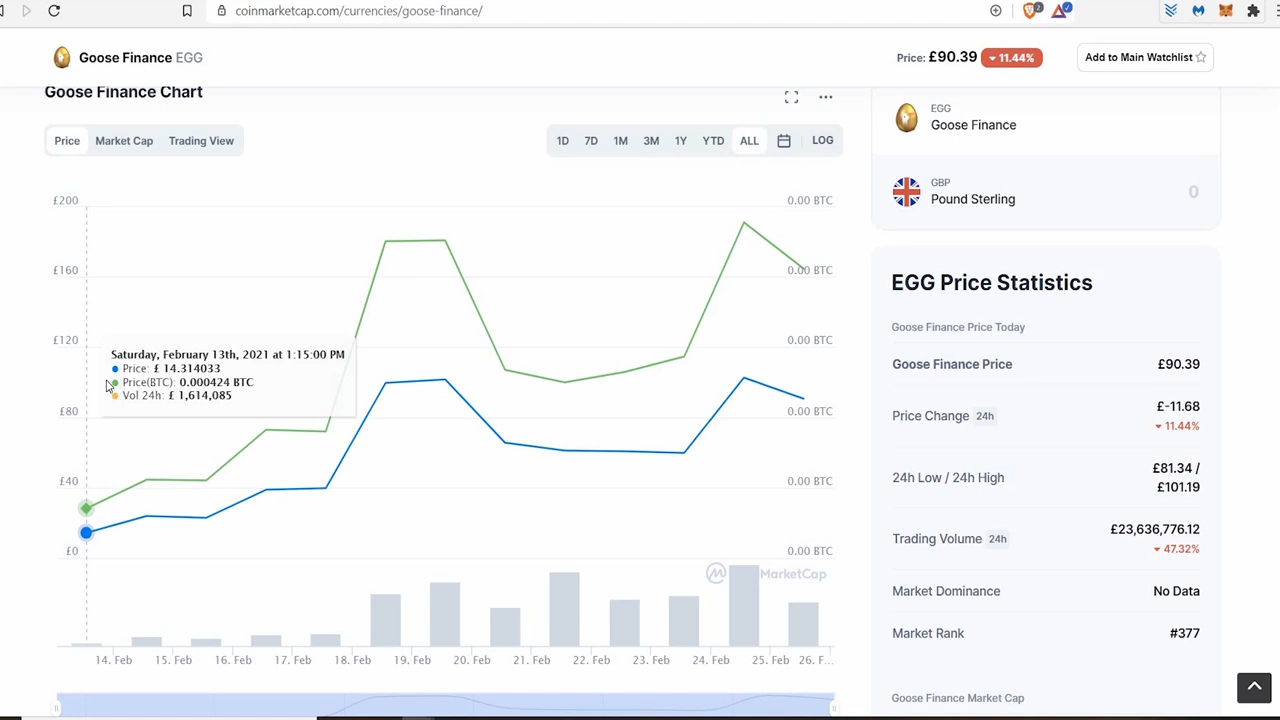 coinmarketcap.com/currencies/goose-finance/
2
Goose Finance EGG
Price: £90.39 11.44%
Add to Main Watchlist
Goose Finance Chart
Price Market Cap Trading View
1D 7D 1M 3M 1Y YTD ALL LOG
£200
£160
£120
£80
£40
£0
0.00 BTC
0.00 BTC
0.00 BTC
0.00 BTC
0.00 BTC
0.00 BTC
Saturday, February 13th, 2021 at 1:15:00 PM
Price: £ 14.314033
Price(BTC): 0.000424 BTC
Vol 24h: £ 1,614,085
MarketCap
14. Feb 15. Feb 16. Feb 17. Feb 18. Feb 19. Feb 20. Feb 21. Feb 22. Feb 23. Feb 24. Feb 25. Feb 26. F...
EGG
Goose Finance
GBP
Pound Sterling
0
EGG Price Statistics
Goose Finance Price Today
Goose Finance Price £90.39
Price Change 24h £-11.68
11.44%
24h Low / 24h High £81.34 /
£101.19
Trading Volume 24h £23,636,776.12
47.32%
Market Dominance No Data
Market Rank #377
Goose Finance Market Cap